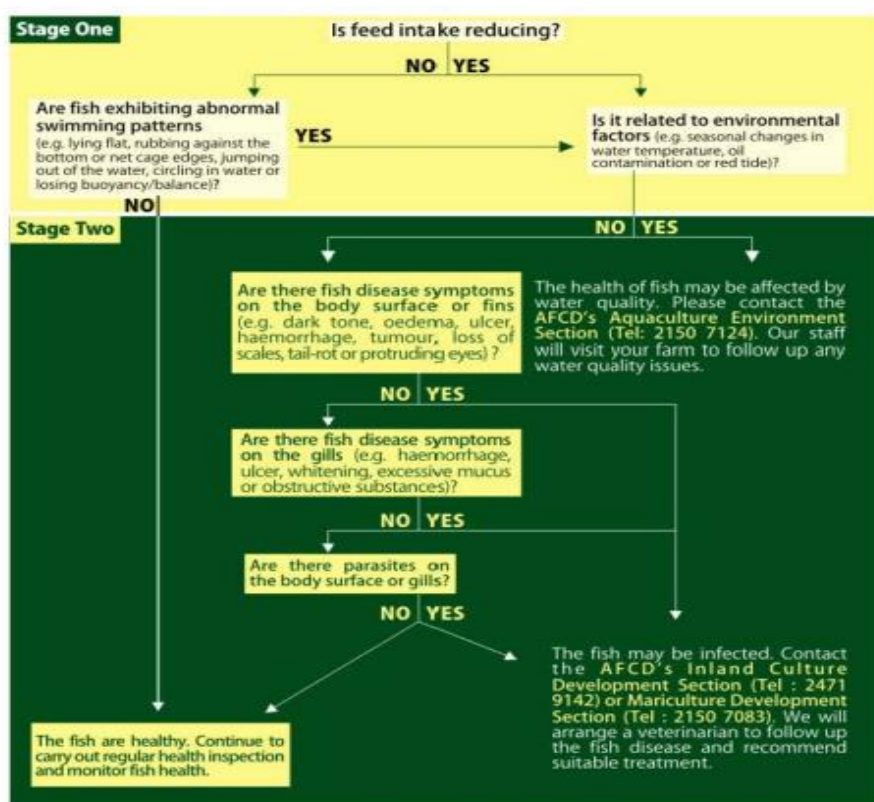 Stage One
Is feed intake reducing?
NO YES
Are fish exhibiting abnormal
swimming patterns
(e.g. lying flat, rubbing against the
bottom or net cage edges, jumping
out of the water, circling in water or
losing buoyancy/balance)?
YES
Is it related to environmental
factors (e.g. seasonal changes in
water temperature, oil
contamination or red tide)?
NO
Stage Two
NO YES
Are there fish disease symptoms
on the body surface or fins
(e.g. dark tone, oedema, ulcer,
haemorrhage, tumour, loss of
scales, tail-rot or protruding eyes) ?
The health of fish may be affected by
water quality. Please contact the
AFCD's Aquaculture Environment
Section (Tel: 2150 7124). Our staff
will visit your farm to follow up any
water quality issues.
NO YES
Are there fish disease symptoms
on the gills (e.g. haemorrhage,
ulcer, whitening, excessive mucus
or obstructive substances)?
NO YES
Are there parasites on
the body surface or gills?
NO YES
The fish may be infected. Contact
the AFCD's Inland Culture
Development Section (Tel : 2471
9142) or Mariculture Development
Section (Tel : 2150 7083). We will
arrange a veterinarian to follow up
the fish disease and recommend
suitable treatment.
The fish are healthy. Continue to
carry out regular health inspection
and monitor fish health.